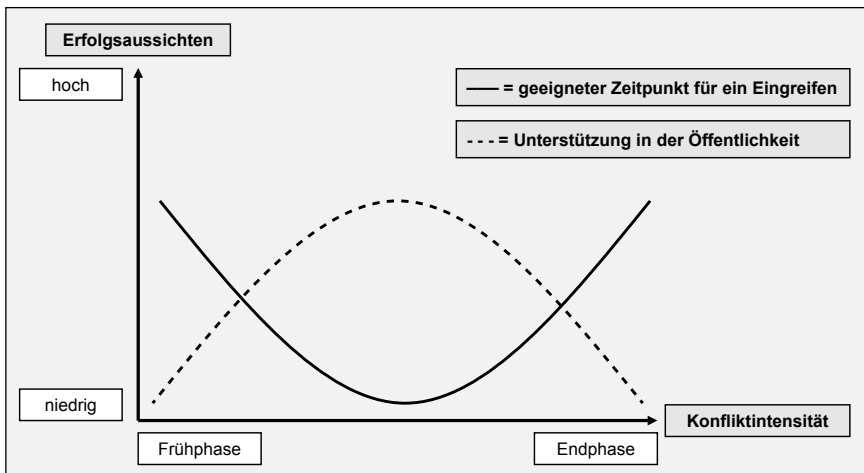 Erfolgsaussichten
hoch
—— = geeigneter Zeitpunkt für ein Eingreifen
- - - = Unterstützung in der Öffentlichkeit
niedrig
Konfliktintensität
Frühphase
Endphase